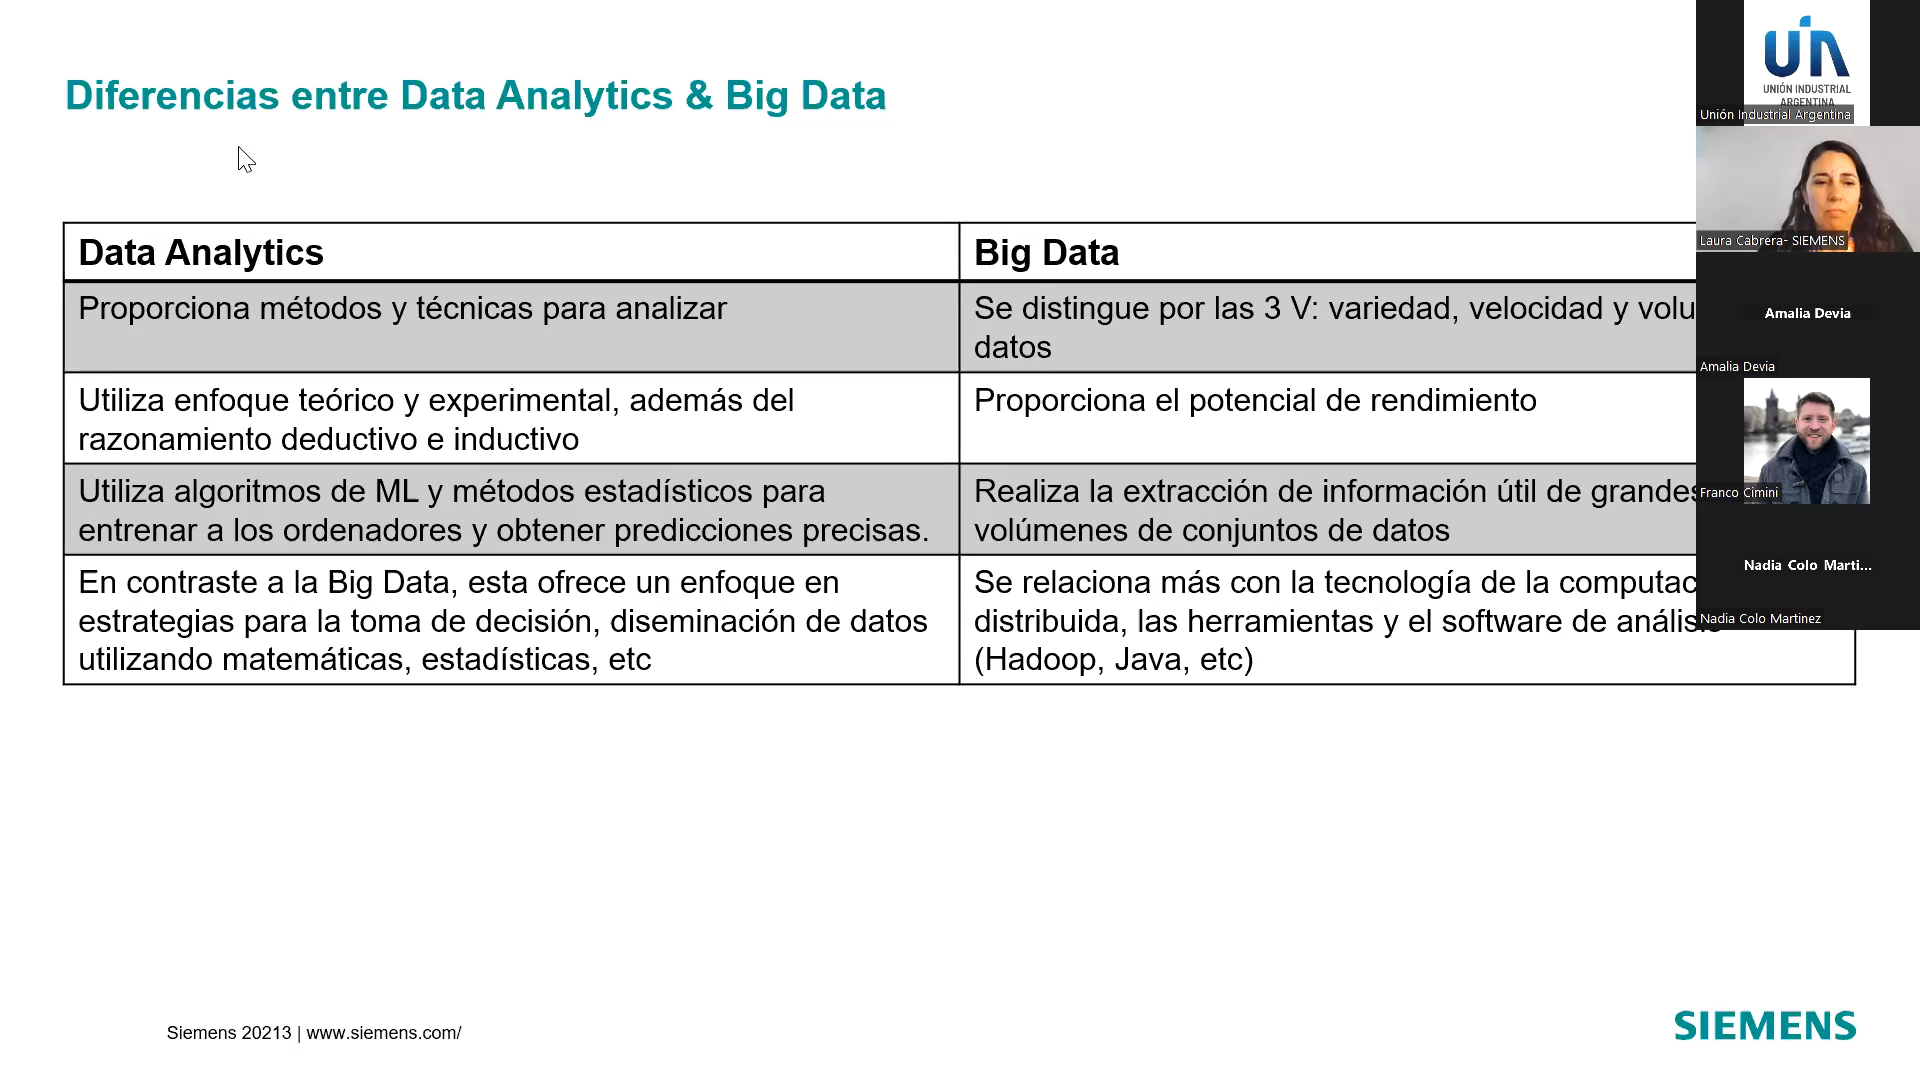 Diferencias entre Data Analytics & Big Data
Data Analytics
Big Data
Proporciona métodos y técnicas para analizar
Se distingue por las 3 V: variedad, velocidad y volu
datos
Utiliza enfoque teórico y experimental, además del
razonamiento deductivo e inductivo
Proporciona el potencial de rendimiento
Utiliza algoritmos de ML y métodos estadísticos para
entrenar a los ordenadores y obtener predicciones precisas.
Realiza la extracción de información útil de grandes
volúmenes de conjuntos de datos
En contraste a la Big Data, esta ofrece un enfoque en
estrategias para la toma de decisión, diseminación de datos
utilizando matemáticas, estadísticas, etc
Se relaciona más con la tecnología de la computac
distribuida, las herramientas y el software de análisis
(Hadoop, Java, etc)
Siemens 20213 | www.siemens.com/
SIEMENS
UIA
UNIÓN INDUSTRIAL
ARGENTINA
Unión Industrial Argentina
Laura Cabrera- SIEMENS
Amalia Devia
Amalia Devia
Franco Cimini
Nadia Colo Marti...
Nadia Colo Martinez